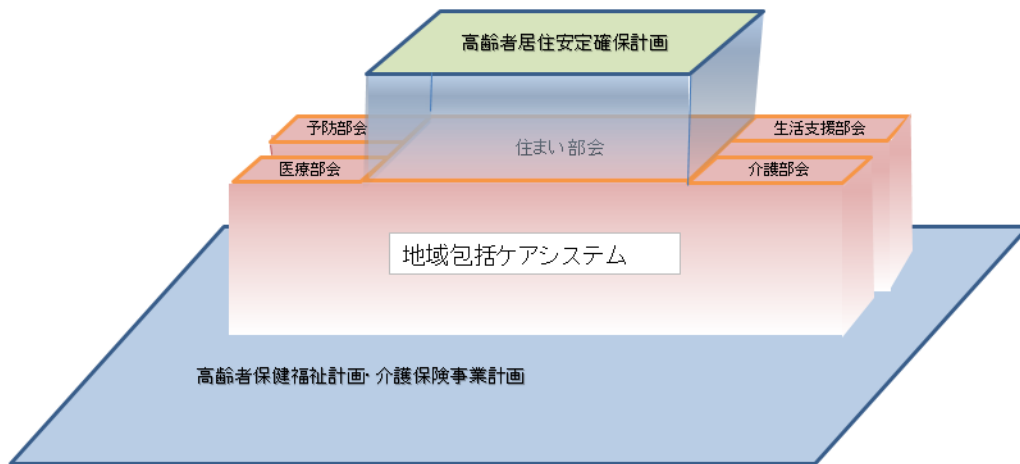 高齢者居住安定確保計画
予防部会
生活支援部会
住まい部会
医療部会
介護部会
地域包括ケアシステム
高齢者保健福祉計画・介護保険事業計画